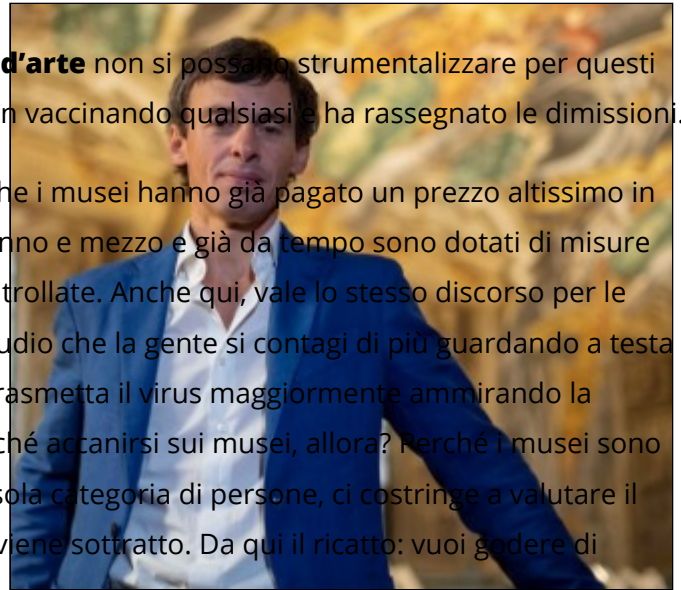 d’arte non si possano strumentalizzare per questi
n vaccinando qualsiasi e ha rassegnato le dimissioni.
he i musei hanno già pagato un prezzo altissimo in
nno e mezzo e già da tempo sono dotati di misure
trollate. Anche qui, vale lo stesso discorso per le
udio che la gente si contagi di più guardando a testa
rasmetta il virus maggiormente ammirando la
ché accanirsi sui musei, allora? Perché i musei sono
sola categoria di persone, ci costringe a valutare il
viene sottratto. Da qui il ricatto: vuoi godere di